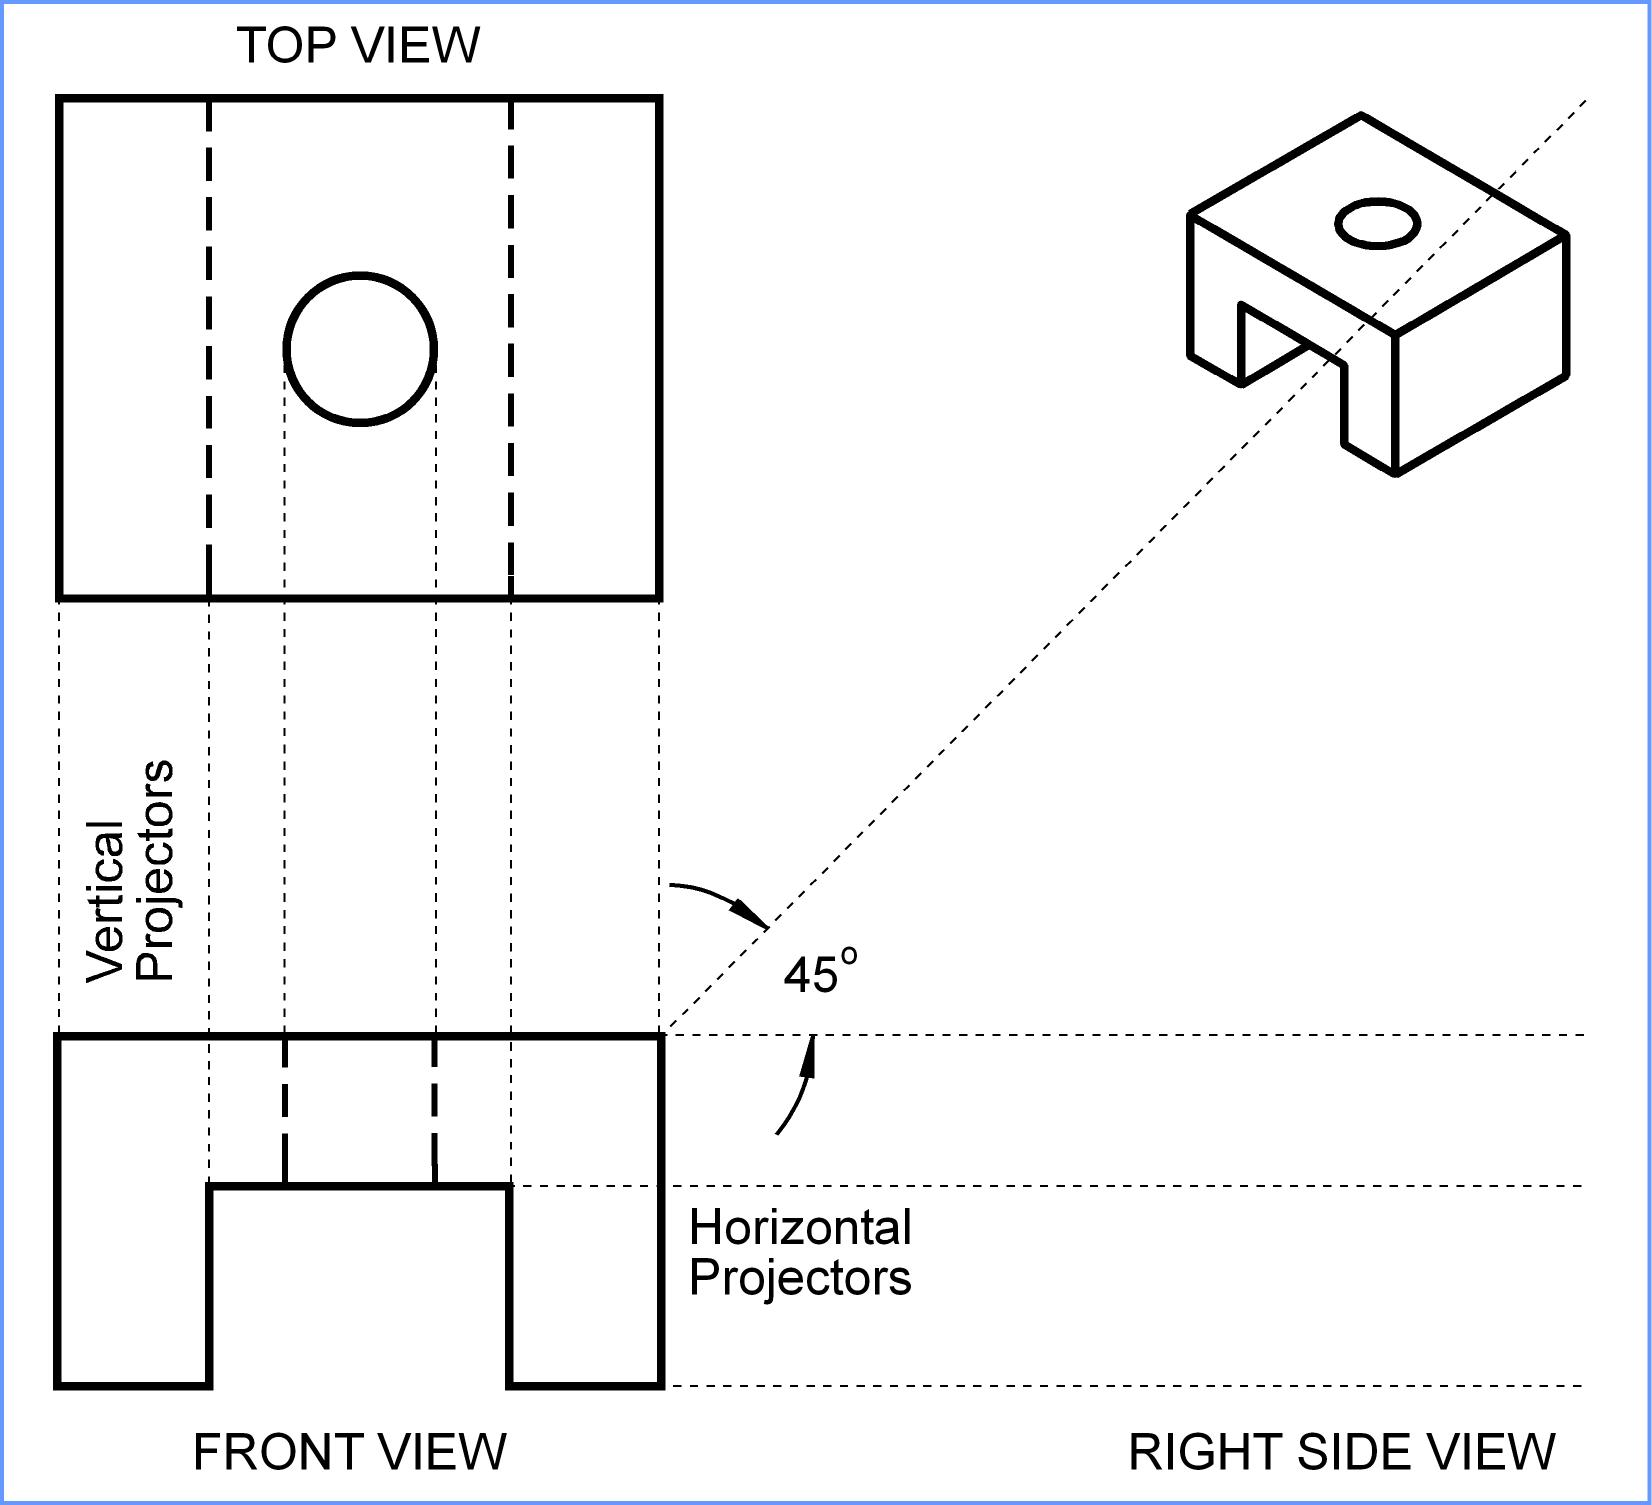 TOP VIEW
Vertical
Projectors
45°
Horizontal
Projectors
FRONT VIEW
RIGHT SIDE VIEW